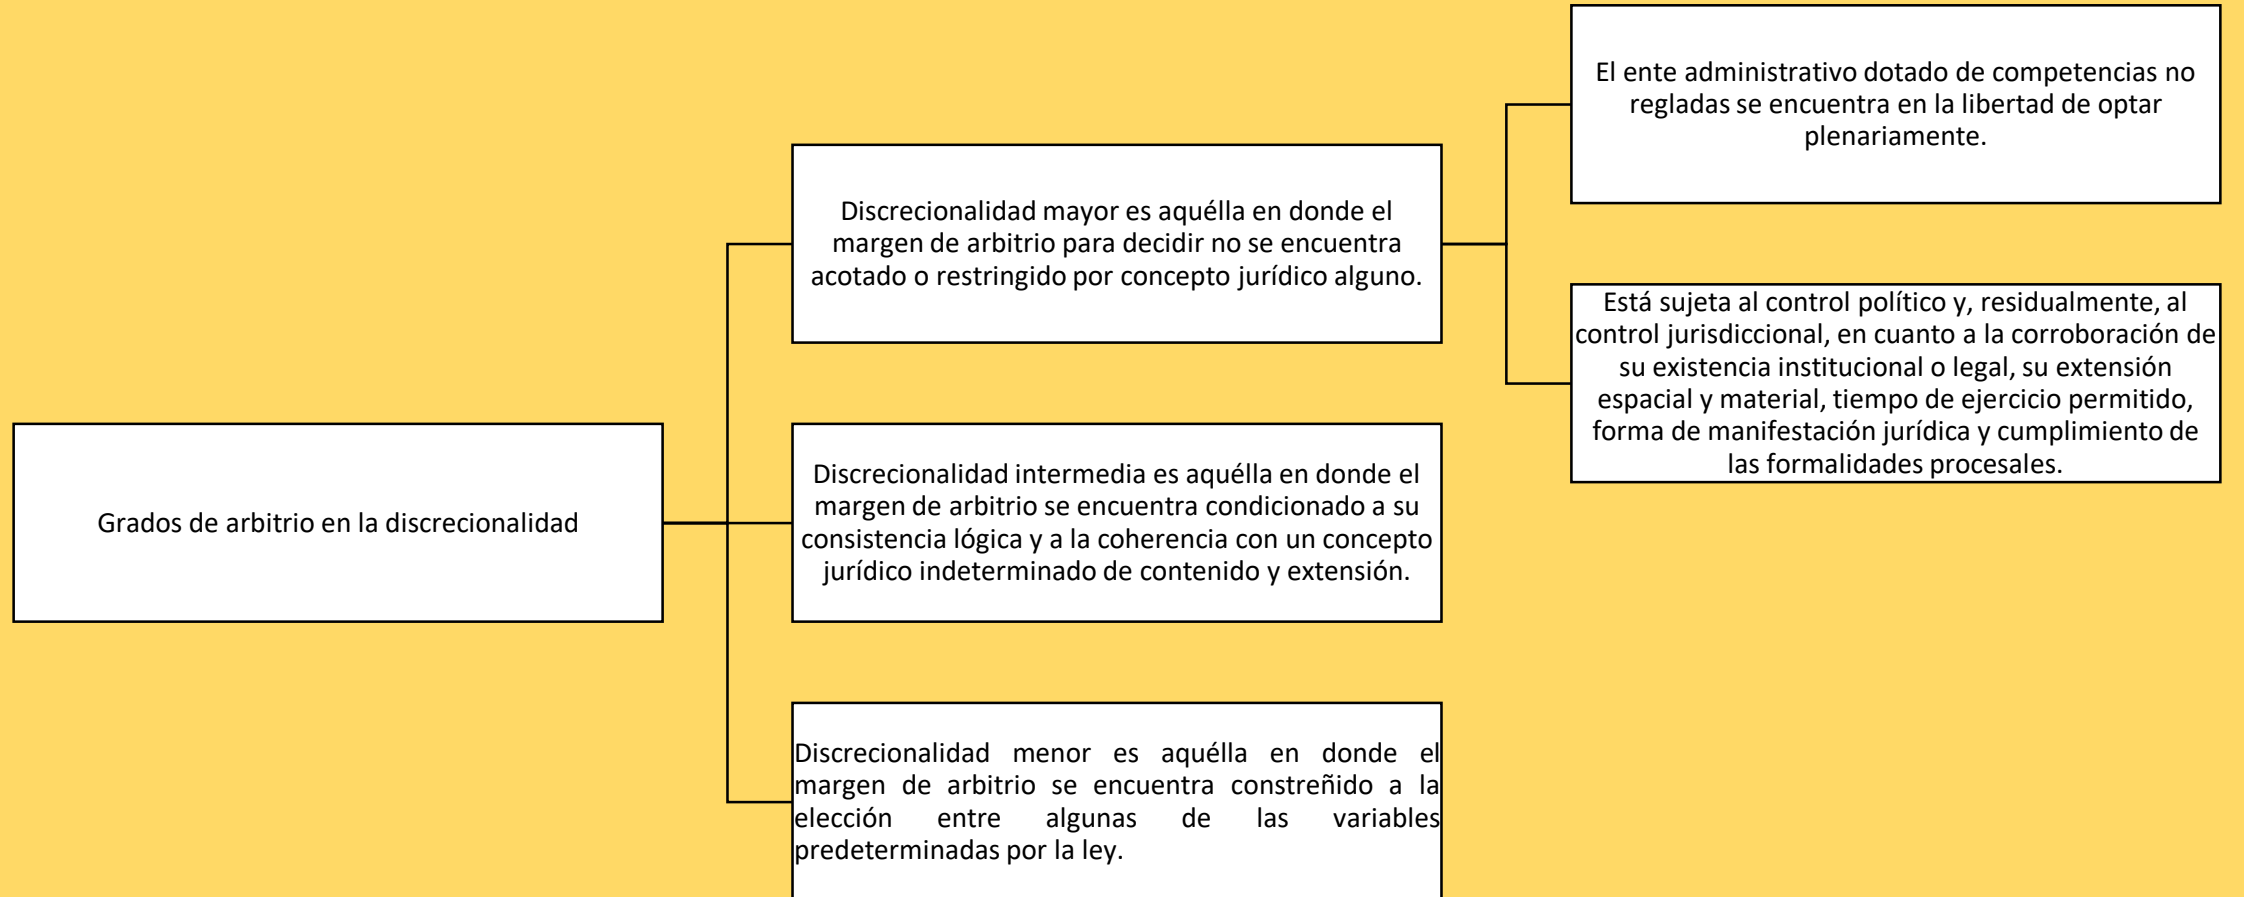 Grados de arbitrio en la discrecionalidad
Discrecionalidad mayor es aquélla en donde el
margen de arbitrio para decidir no se encuentra
acotado o restringido por concepto jurídico alguno.
El ente administrativo dotado de competencias no
regladas se encuentra en la libertad de optar
plenariamente.
Está sujeta al control político y, residualmente, al
control jurisdiccional, en cuanto a la corroboración de
su existencia institucional o legal, su extensión
espacial y material, tiempo de ejercicio permitido,
forma de manifestación jurídica y cumplimiento de
las formalidades procesales.
Discrecionalidad intermedia es aquélla en donde el
margen de arbitrio se encuentra condicionado a su
consistencia lógica y a la coherencia con un concepto
jurídico indeterminado de contenido y extensión.
Discrecionalidad menor es aquélla en donde el
margen de arbitrio se encuentra constreñido a la
elección entre algunas de las variables
predeterminadas por la ley.